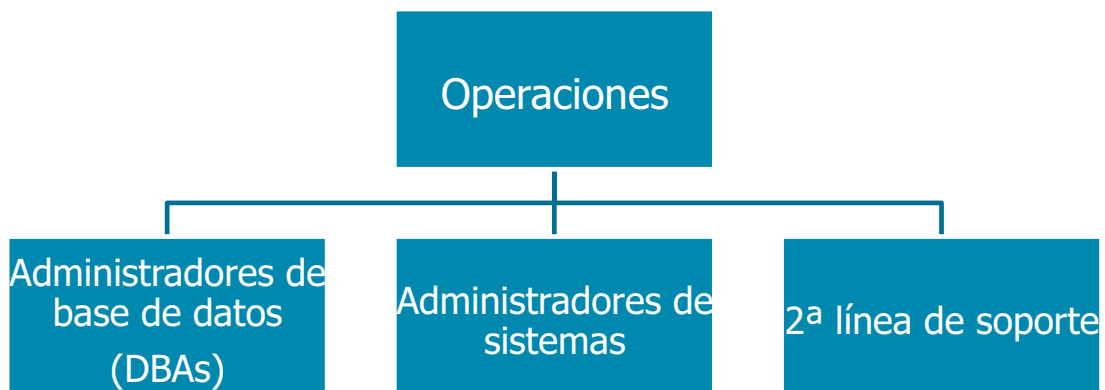 Operaciones
Administradores de
base de datos
(DBAs)
Administradores de
sistemas
2ª línea de soporte